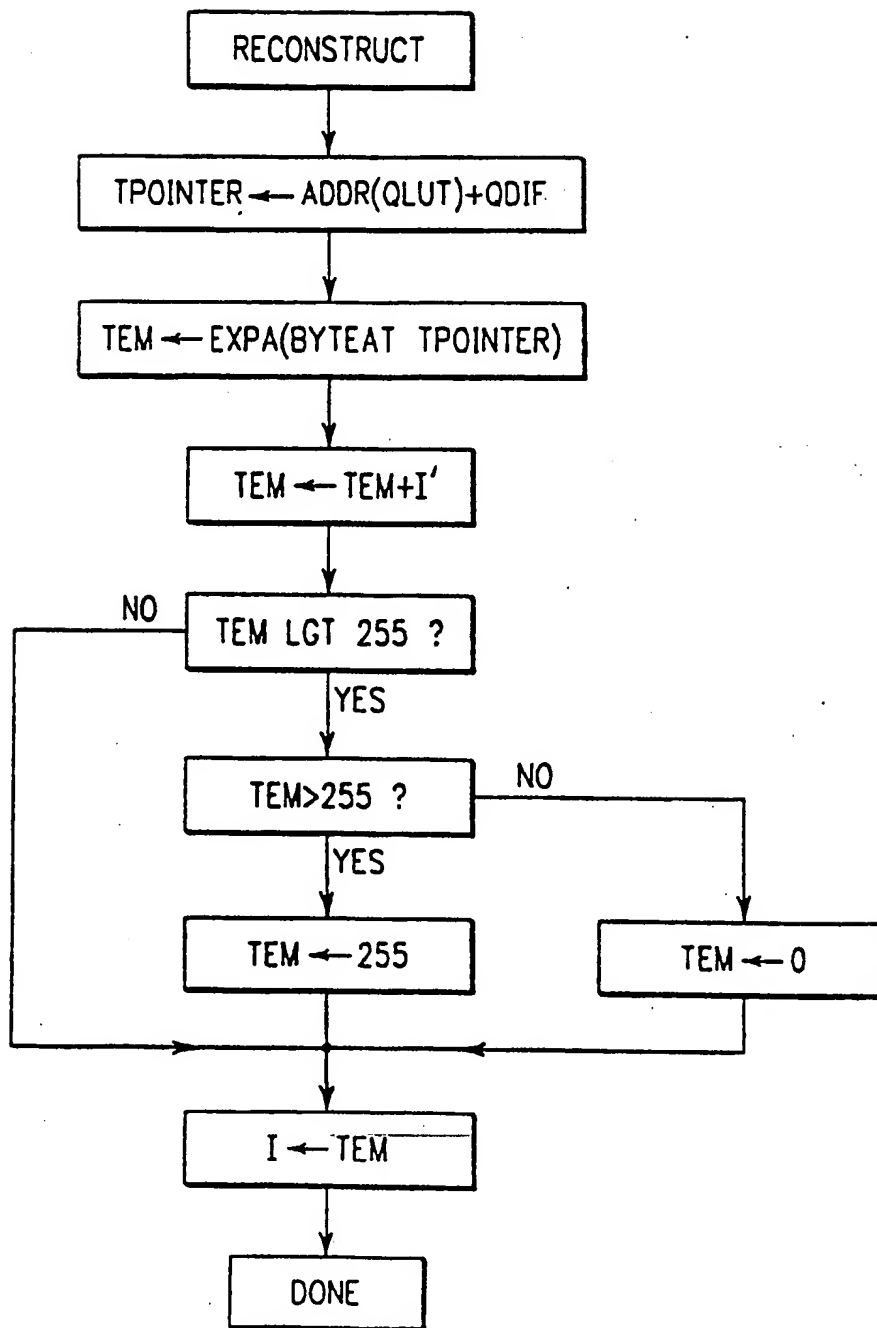 RECONSTRUCT
TPOINTER ← ADDR(QLUT)+QDIF
TEM ← EXPA(BYTEAT TPOINTER)
TEM ← TEM+I'
NO
TEM LGT 255 ?
YES
TEM>255 ?
NO
YES
TEM ← 255
TEM ← 0
I ← TEM
DONE